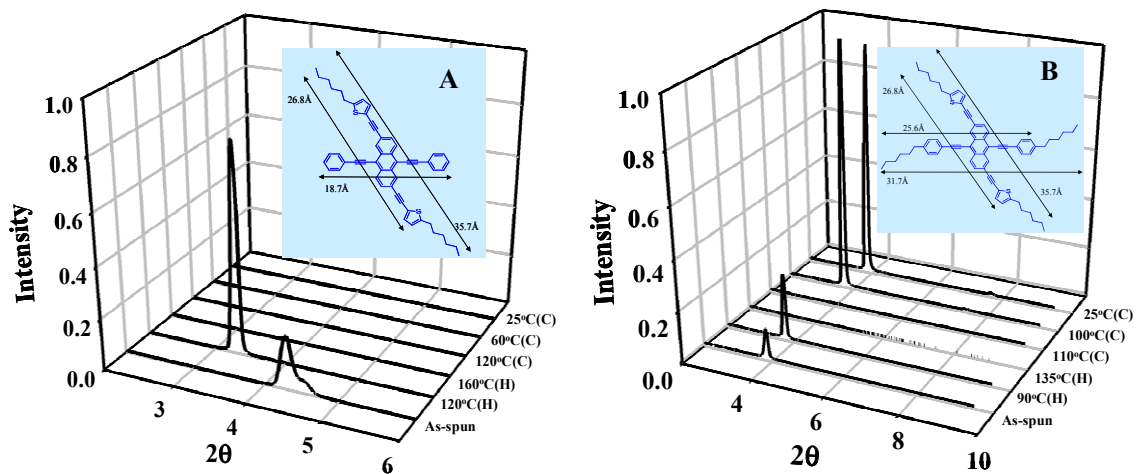 A
26.8Å
18.7Å
35.7Å
S
S
1.0
0.8
0.6
0.4
0.2
0.0
Intensity
3
4
5
6
2θ
25°C(C)
60°C(C)
120°C(C)
160°C(H)
120°C(H)
As-spun
B
26.8Å
25.6Å
31.7Å
35.7Å
S
S
1.0
0.8
0.6
0.4
0.2
0.0
Intensity
4
6
8
10
2θ
25°C(C)
100°C(C)
110°C(C)
135°C(H)
90°C(H)
As-spun